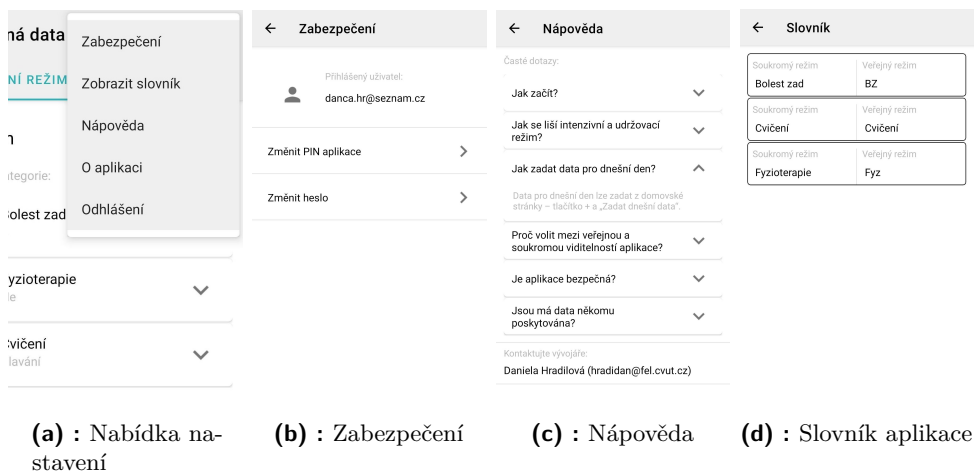 ná data
NÍ REŽIM
Zabezpečení
Zobrazit slovník
Nápověda
O aplikaci
Odhlášení
n
ategorie:
Bolest zad
yzioterapie
le
Cvičení
lavání
(a) : Nabídka na-
stavení
← Zabezpečení
Přihlášený uživatel:
danca.hr@seznam.cz
Změnit PIN aplikace
Změnit heslo
(b) : Zabezpečení
← Nápověda
Časté dotazy:
Jak začít?
Jak se liší intenzivní a udržovací
režim?
Jak zadat data pro dnešní den?
Data pro dnešní den lze zadat z domovské
stránky – tlačítko + a „Zadat dnešní data".
Proč volit mezi veřejnou a
soukromou viditelností aplikace?
Je aplikace bezpečná?
Jsou má data někomu
poskytována?
Kontaktujte vývojáře:
Daniela Hradilová (hradidan@fel.cvut.cz)
(c) : Nápověda
← Slovník
Soukromý režim Veřejný režim
Bolest zad BZ
Soukromý režim Veřejný režim
Cvičení Cvičení
Soukromý režim Veřejný režim
Fyzioterapie Fyz
(d) : Slovník aplikace